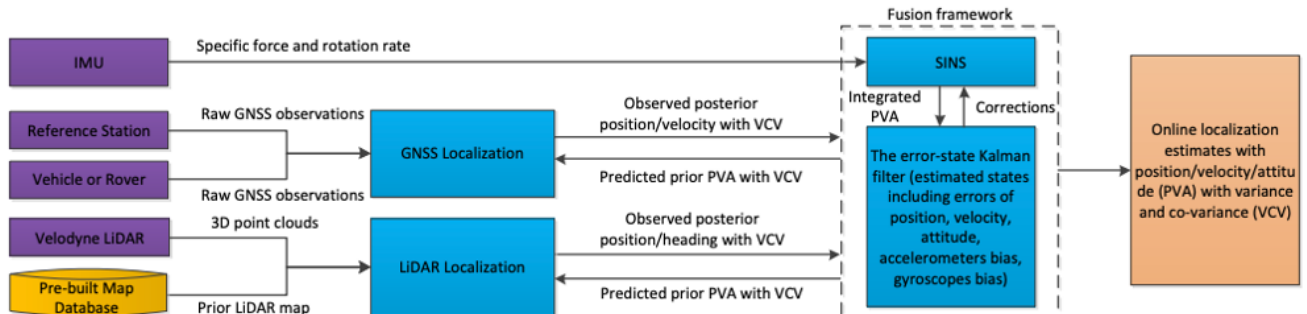 Fusion framework
IMU
Specific force and rotation rate
SINS
Integrated
PVA
Corrections
Reference Station
Raw GNSS observations
Vehicle or Rover
Raw GNSS observations
GNSS Localization
Observed posterior
position/velocity with VCV
Predicted prior PVA with VCV
Velodyne LiDAR
3D point clouds
Pre-built Map
Database
Prior LiDAR map
LiDAR Localization
Observed posterior
position/heading with VCV
Predicted prior PVA with VCV
The error-state Kalman
filter (estimated states
including errors of
position, velocity,
attitude,
accelerometers bias,
gyroscopes bias)
Online localization
estimates with
position/velocity/attitu
de (PVA) with variance
and co-variance (VCV)